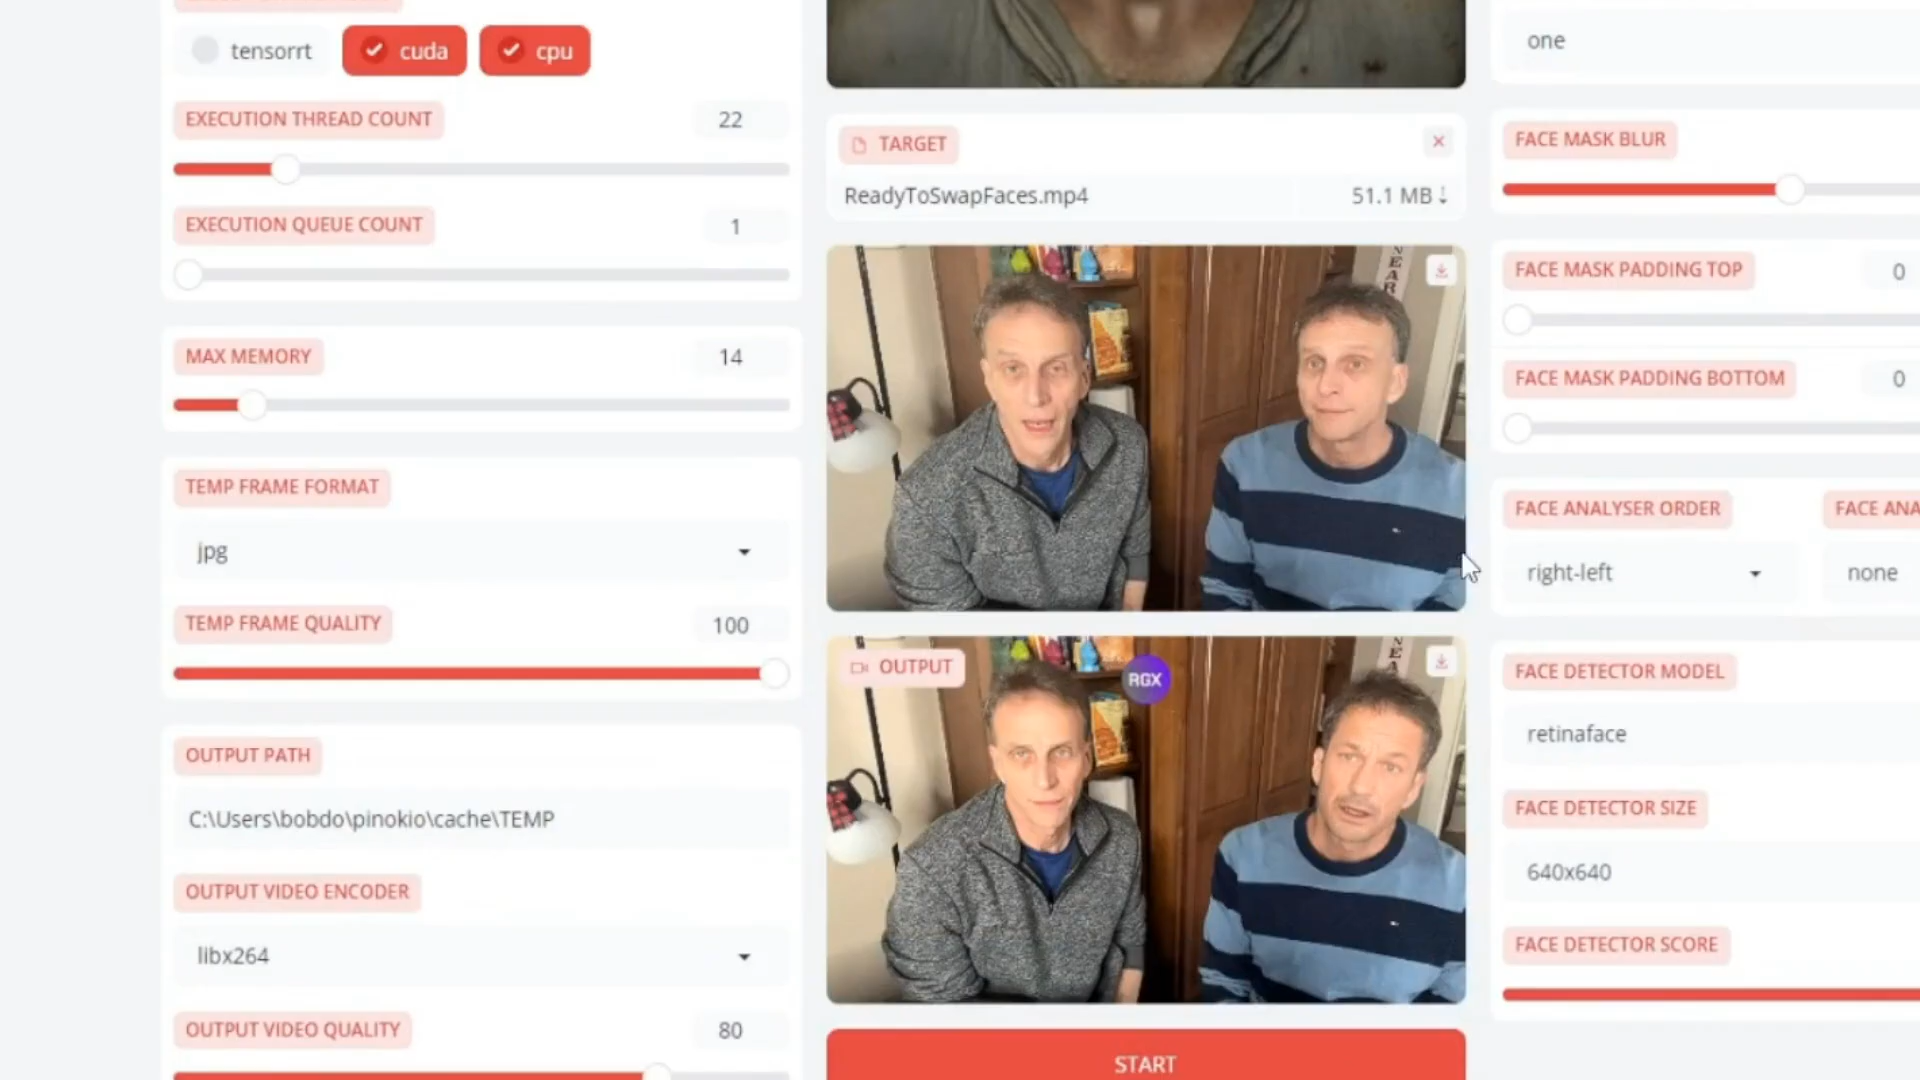 tensorrt
cuda
cpu
EXECUTION THREAD COUNT
22
EXECUTION QUEUE COUNT
1
MAX MEMORY
14
TEMP FRAME FORMAT
jpg
TEMP FRAME QUALITY
100
OUTPUT PATH
C:\Users\bobdo\pinokio\cache\TEMP
OUTPUT VIDEO ENCODER
libx264
OUTPUT VIDEO QUALITY
80
TARGET
ReadyToSwapFaces.mp4
51.1 MB ↓
NEAR
OUTPUT
RGX
NEA
START
one
FACE MASK BLUR
FACE MASK PADDING TOP
0
FACE MASK PADDING BOTTOM
0
FACE ANALYSER ORDER
right-left
FACE ANA
none
FACE DETECTOR MODEL
retinaface
FACE DETECTOR SIZE
640x640
FACE DETECTOR SCORE